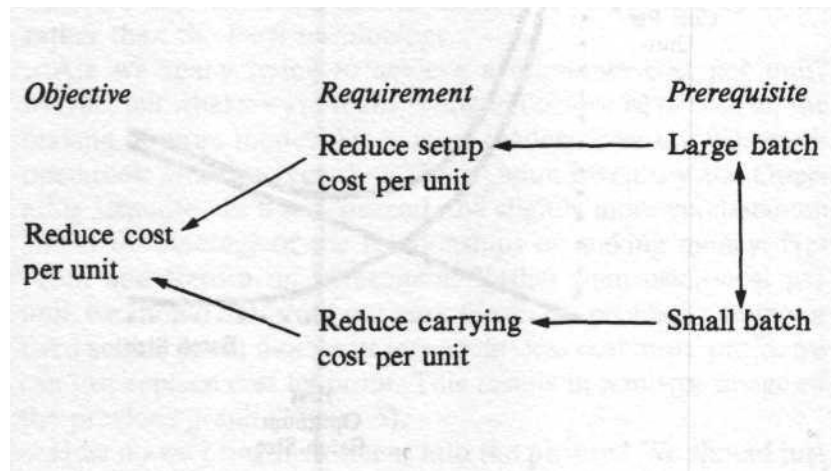 Objective Requirement Prerequisite
Reduce setup Large batch
cost per unit
Reduce cost
per unit
Reduce carrying Small batch
cost per unit